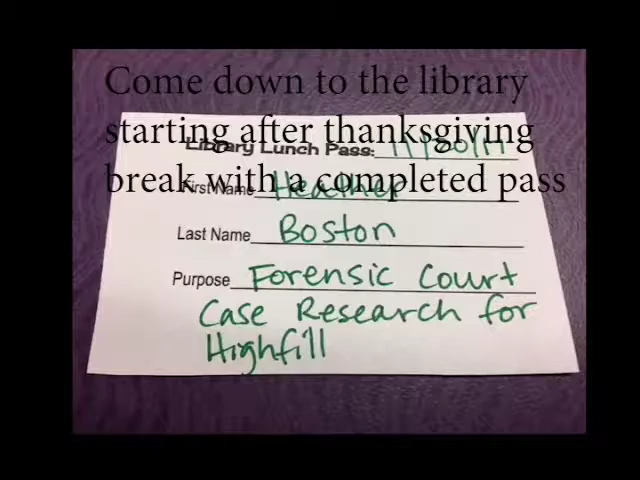 Come down to the library
starting after thanksgiving
break with a completed pass
Library Lunch Pass:
First Name Heather
Last Name Boston
Purpose Forensic Court
Case Research for
Highfill